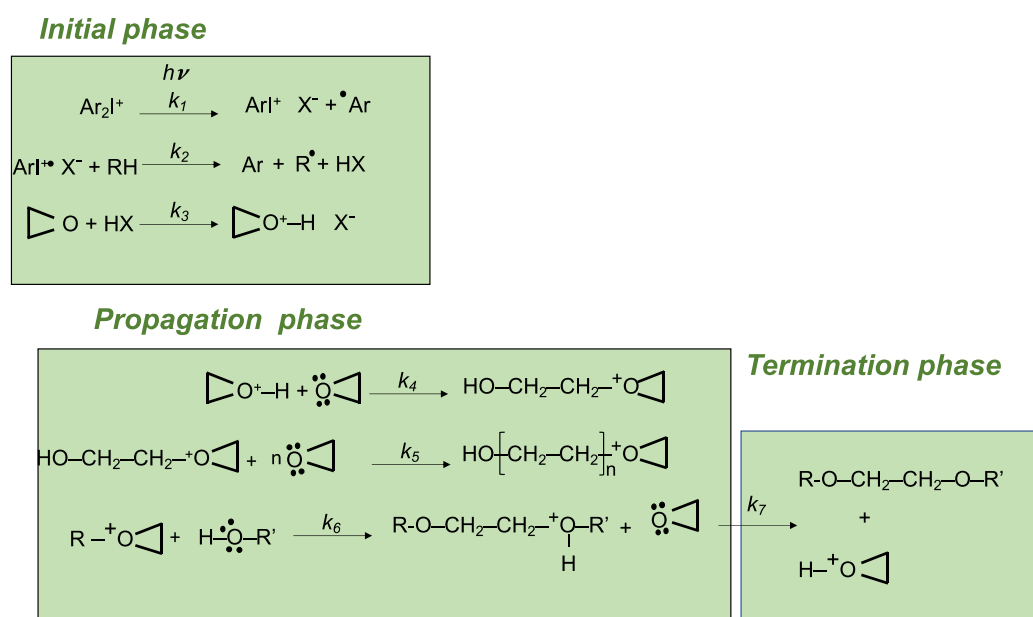 Initial phase
hν
Ar₂I⁺ k₁ ArI⁺ X⁻ + •Ar
ArI⁺• X⁻ + RH k₂ Ar + R• + HX
O + HX k₃ O⁺–H X⁻
Propagation phase
O⁺–H + O k₄ HO–CH₂–CH₂–⁺O
HO–CH₂–CH₂–⁺O + n O k₅ HO[CH₂–CH₂]ₙ⁺O
R –⁺O + H–O–R’ k₆ R-O–CH₂–CH₂–⁺O–R’ + O
H
Termination phase
k₇
R-O–CH₂–CH₂–O–R’
+
H–⁺O